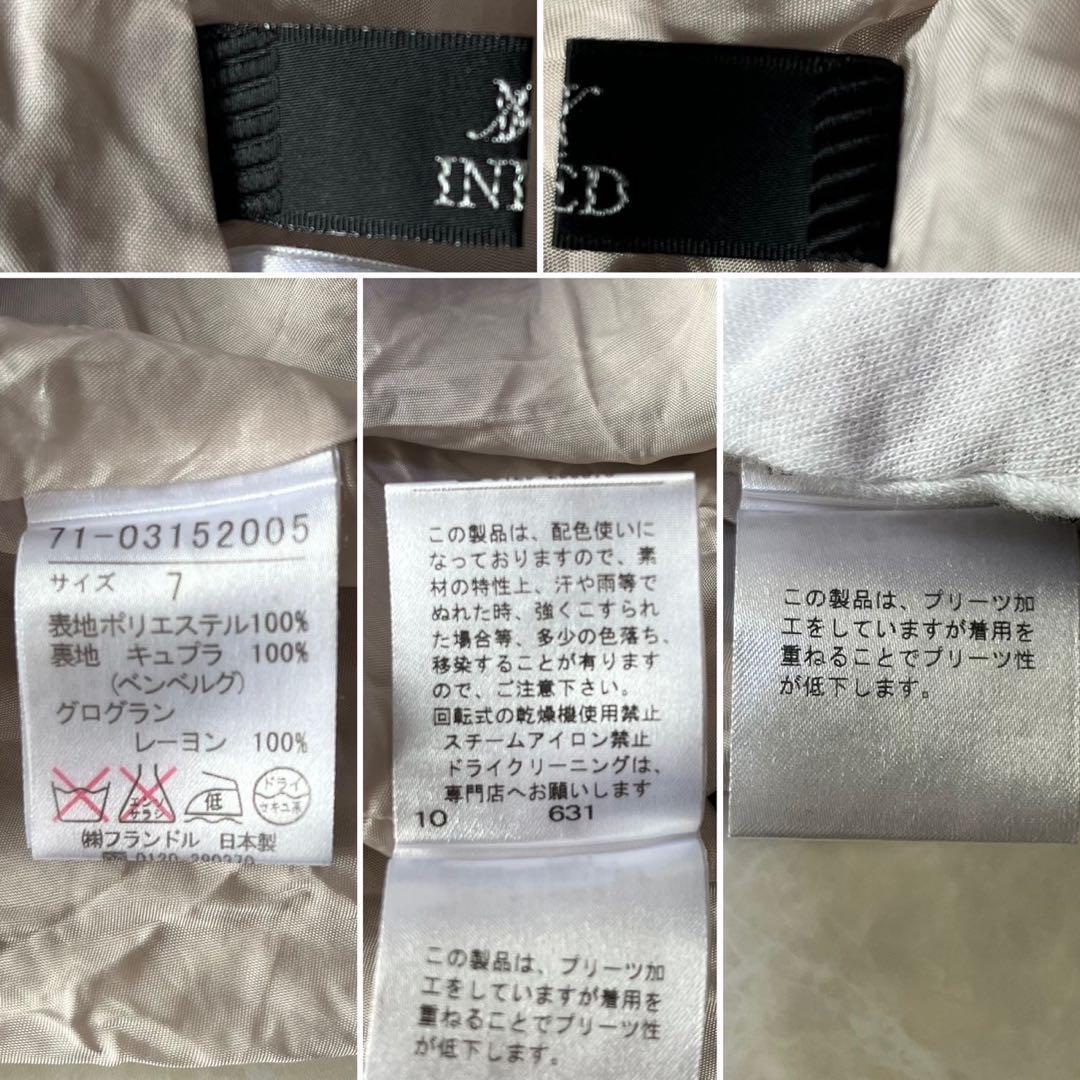 INED
71-03152005
サイズ 7
表地ポリエステル100%
裏地 キュプラ 100%
(ベンベルグ)
グログラン
レーヨン 100%
エンソ
サラシ
低
ドライ
セキユ系
㈱フランドル 日本製
0120-290370
この製品は、配色使いに
なっておりますので、素
材の特性上、汗や雨等で
ぬれた時、強くこすられ
た場合等、多少の色落ち、
移染することが有ります
ので、ご注意下さい。
回転式の乾燥機使用禁止
スチームアイロン禁止
ドライクリーニングは、
専門店へお願いします
10 631
この製品は、プリーツ加
工をしていますが着用を
重ねることでプリーツ性
が低下します。
この製品は、プリーツ加
工をしていますが着用を
重ねることでプリーツ性
が低下します。